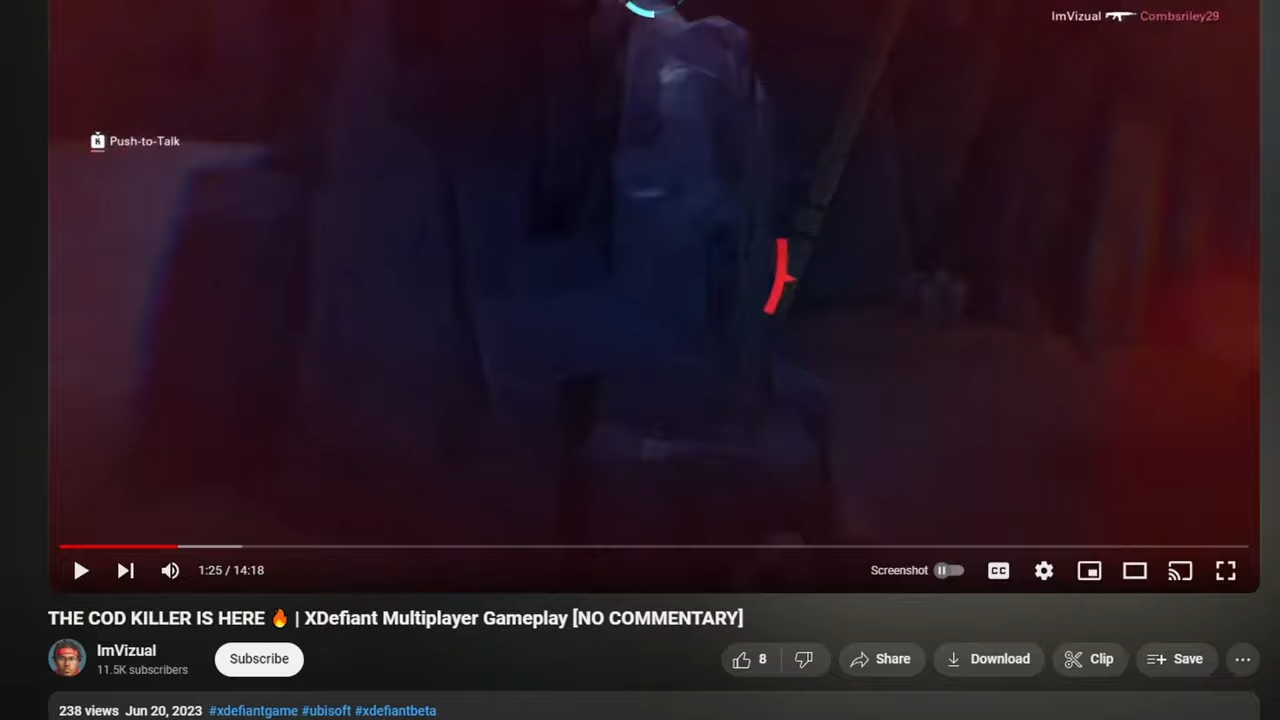 ImVizual Combsriley29
K Push-to-Talk
1:25 / 14:18
Screenshot
CC
THE COD KILLER IS HERE 🔥 | XDefiant Multiplayer Gameplay [NO COMMENTARY]
ImVizual
11.5K subscribers
Subscribe
8
Share
Download
Clip
Save
238 views Jun 20, 2023 #xdefiantgame #ubisoft #xdefiantbeta